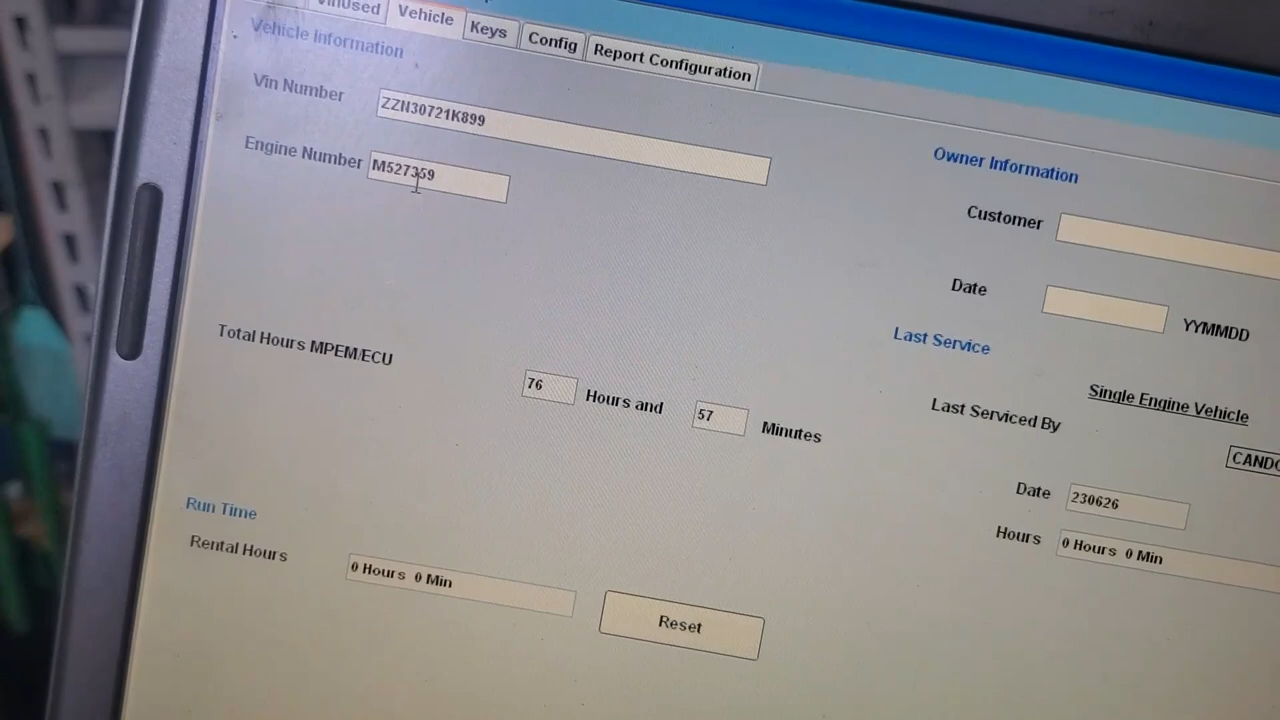 VinUsed Vehicle Keys Config Report Configuration
Vehicle Information
Vin Number ZZN30721K899
Engine Number M527359
Total Hours MPEM/ECU
76 Hours and 57 Minutes
Run Time
Rental Hours 0 Hours 0 Min
Reset
Owner Information
Customer
Date YYMMDD
Last Service
Single Engine Vehicle
Last Serviced By
Date 230626
Hours 0 Hours 0 Min